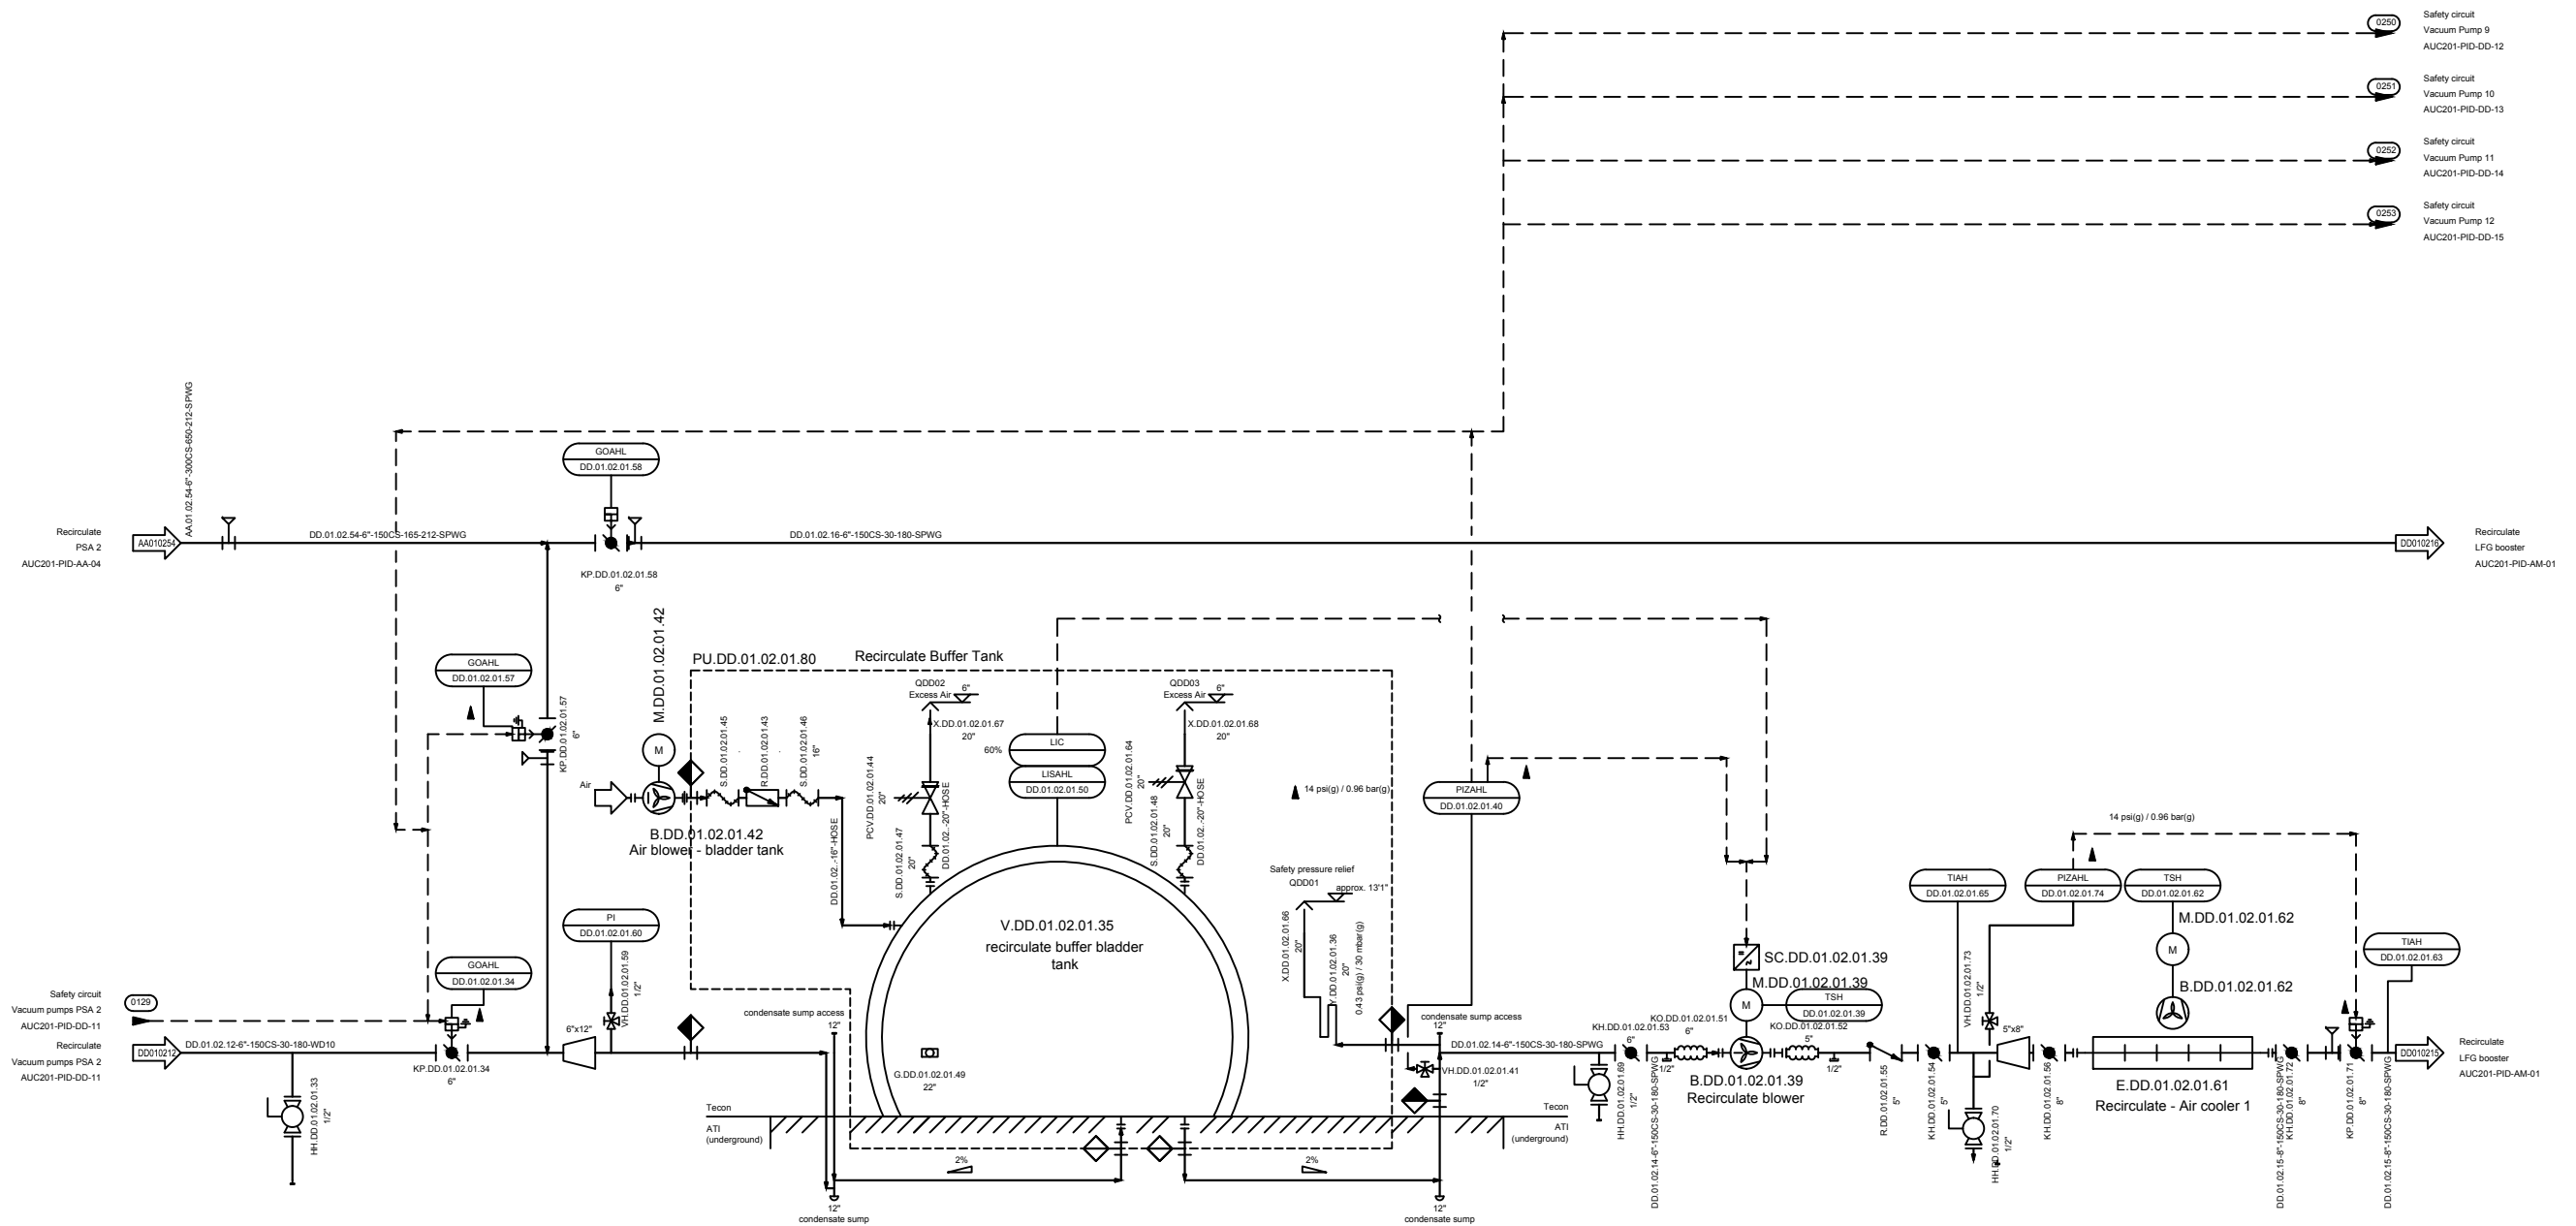 0250
Safety circuit
Vacuum Pump 9
AUC201-PID-DD-12
0251
Safety circuit
Vacuum Pump 10
AUC201-PID-DD-13
0252
Safety circuit
Vacuum Pump 11
AUC201-PID-DD-14
0253
Safety circuit
Vacuum Pump 12
AUC201-PID-DD-15
AA.01.02.54-6"-300CS-650-212-SPWG
GOAHL
DD.01.02.01.58
Recirculate
PSA 2
AUC201-PID-AA-04
AA010254
DD.01.02.54-6"-150CS-165-212-SPWG
DD.01.02.16-6"-150CS-30-180-SPWG
KP.DD.01.02.01.58
6"
DD010216
Recirculate
LFG booster
AUC201-PID-AM-01
GOAHL
DD.01.02.01.57
KP.DD.01.02.01.57
6"
M.DD.01.02.01.42
M
Air
B.DD.01.02.01.42
Air blower - bladder tank
PU.DD.01.02.01.80
Recirculate Buffer Tank
S.DD.01.02.01.45
R.DD.01.02.01.43
S.DD.01.02.01.46
16"
DD.01.02..-16"-HOSE
QDD02
Excess Air
6"
X.DD.01.02.01.67
20"
PCV.DD.01.02.01.44
20"
S.DD.01.02.01.47
20"
DD.01.02..-20"-HOSE
60%
LIC
LISAHL
DD.01.02.01.50
QDD03
Excess Air
6"
X.DD.01.02.01.68
20"
PCV.DD.01.02.01.64
20"
S.DD.01.02.01.48
20"
DD.01.02..-20"-HOSE
14 psi(g) / 0.96 bar(g)
Safety pressure relief
QDD01
approx. 13'1"
X.DD.01.02.01.66
20"
Y.DD.01.02.01.36
20"
0.43 psi(g) / 30 mbar(g)
V.DD.01.02.01.35
recirculate buffer bladder
tank
G.DD.01.02.01.49
22"
PIZAHL
DD.01.02.01.40
PI
DD.01.02.01.60
VH.DD.01.02.01.59
1/2"
GOAHL
DD.01.02.01.34
Safety circuit
Vacuum pumps PSA 2
AUC201-PID-DD-11
0129
Recirculate
Vacuum pumps PSA 2
AUC201-PID-DD-11
DD010212
DD.01.02.12-6"-150CS-30-180-WD10
KP.DD.01.02.01.34
6"
HH.DD.01.02.01.33
1/2"
6"x12"
condensate sump access
12"
Tecon
ATI
(underground)
2%
12"
condensate sump
condensate sump access
12"
DD.01.02.14-6"-150CS-30-180-SPWG
VH.DD.01.02.01.41
1/2"
Tecon
ATI
(underground)
2%
12"
condensate sump
KH.DD.01.02.01.53
6"
HH.DD.01.02.01.69
1/2"
DD.01.02.14-6"-150CS-30-180-SPWG
1/2"
KO.DD.01.02.01.51
6"
SC.DD.01.02.01.39
M.DD.01.02.01.39
M
TSH
DD.01.02.01.39
B.DD.01.02.01.39
Recirculate blower
KO.DD.01.02.01.52
5"
1/2"
R.DD.01.02.01.55
5"
KH.DD.01.02.01.54
5"
TIAH
DD.01.02.01.65
VH.DD.01.02.01.73
1/2"
HH.DD.01.02.01.70
1/2"
5"x8"
KH.DD.01.02.01.56
8"
14 psi(g) / 0.96 bar(g)
PIZAHL
DD.01.02.01.74
TSH
DD.01.02.01.62
M.DD.01.02.01.62
M
B.DD.01.02.01.62
E.DD.01.02.01.61
Recirculate - Air cooler 1
DD.01.02.15-8"-150CS-30-180-SPWG
KH.DD.01.02.01.72
8"
KP.DD.01.02.01.71
8"
TIAH
DD.01.02.01.63
DD.01.02.15-8"-150CS-30-180-SPWG
DD010215
Recirculate
LFG booster
AUC201-PID-AM-01